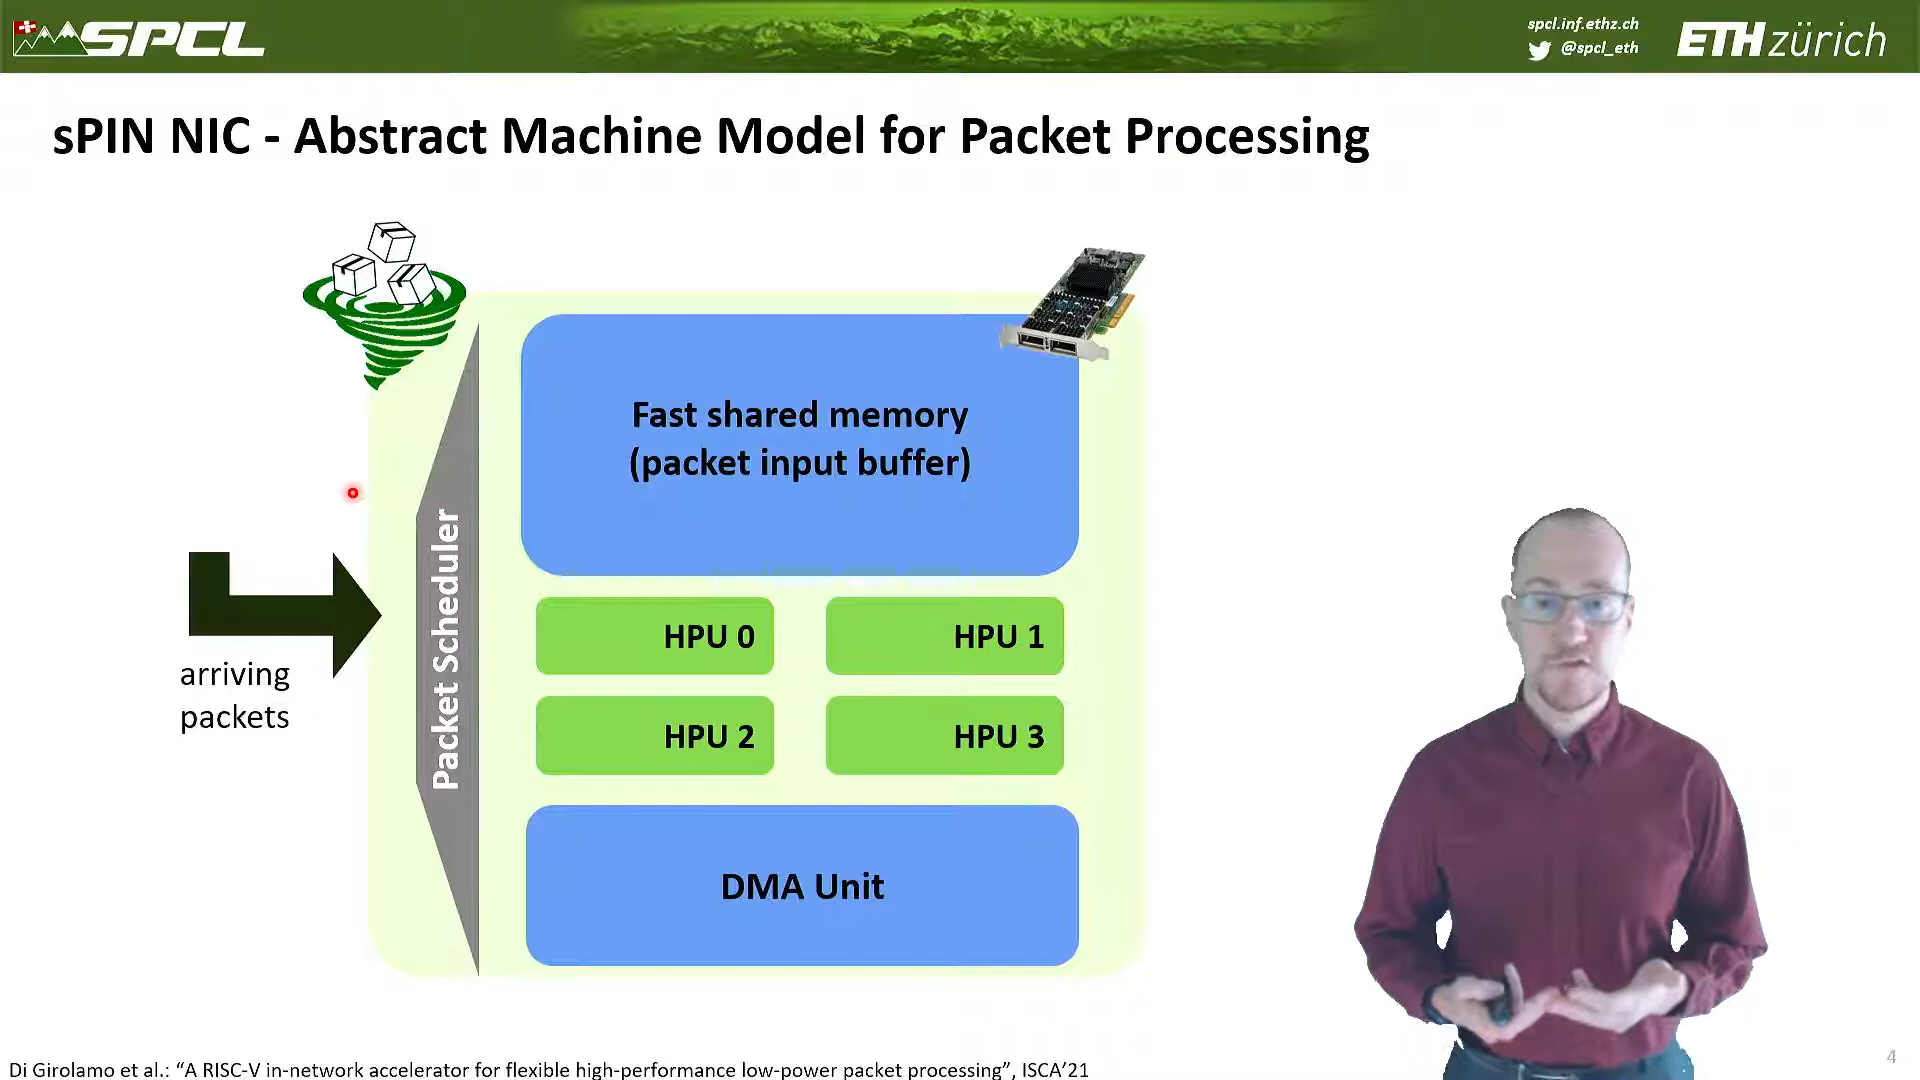 SPCL
spcl.inf.ethz.ch
@spcl_eth
ETH zürich
sPIN NIC - Abstract Machine Model for Packet Processing
Fast shared memory
(packet input buffer)
Packet Scheduler
HPU 0
HPU 1
arriving
packets
HPU 2
HPU 3
DMA Unit
Di Girolamo et al.: “A RISC-V in-network accelerator for flexible high-performance low-power packet processing”, ISCA’21
4